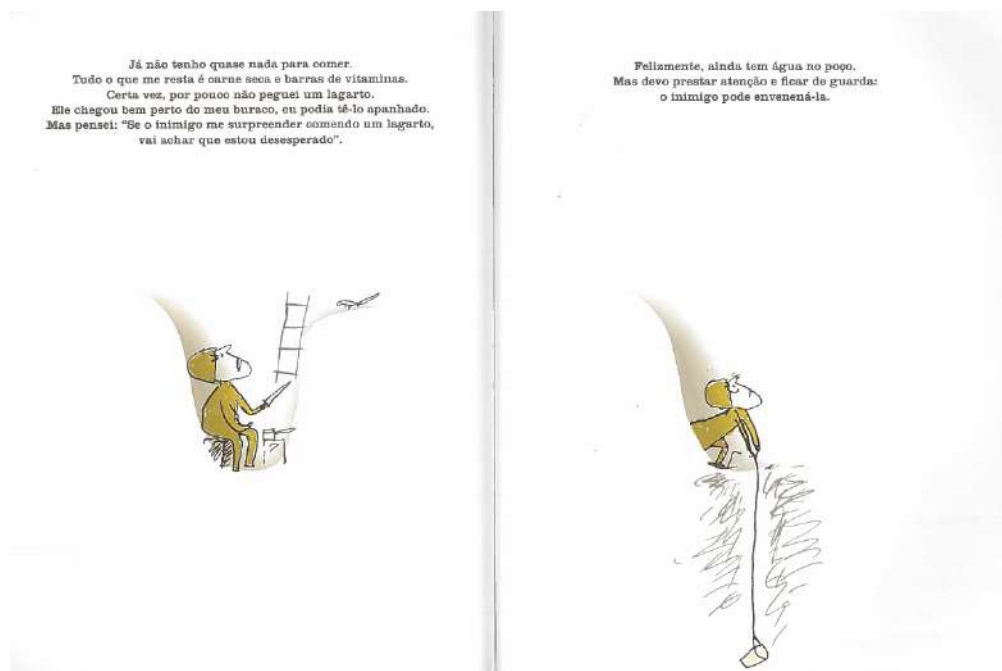 Já não tenho quase nada para comer.
Tudo o que me resta é carne seca e barras de vitaminas.
Certa vez, por pouco não peguei um lagarto.
Ele chegou bem perto do meu buraco, eu podia tê-lo apanhado.
Mas pensei: “Se o inimigo me surpreender comendo um lagarto,
vai achar que estou desesperado”.
Felizmente, ainda tem água no poço.
Mas devo prestar atenção e ficar de guarda:
o inimigo pode envenená-la.